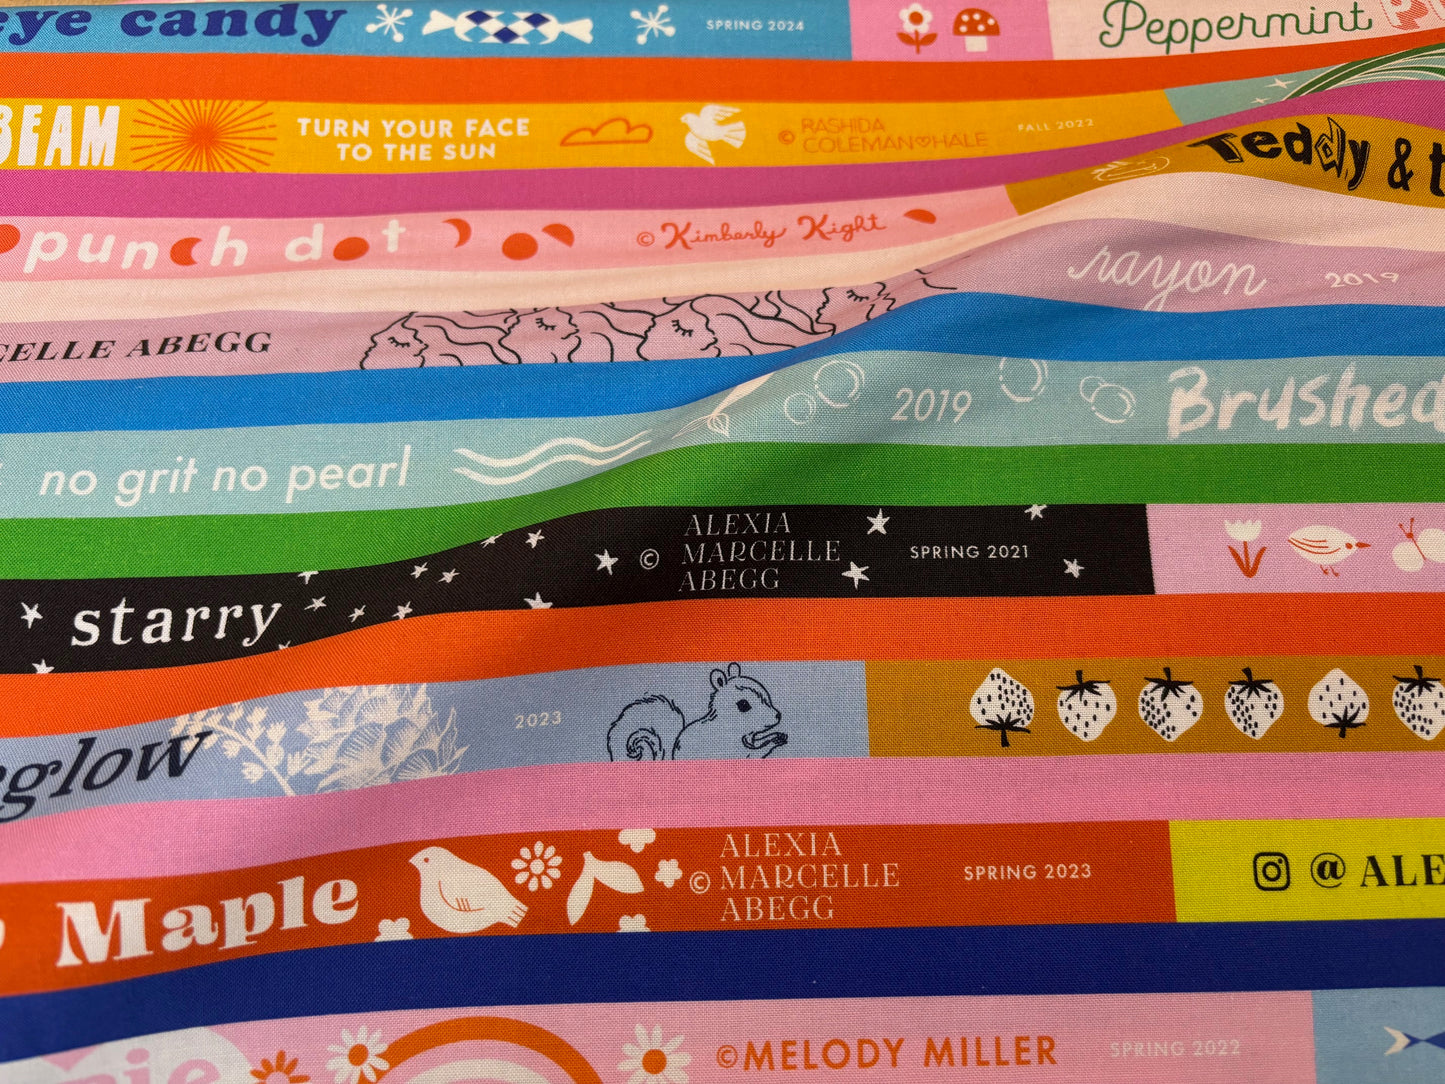 eye candy SPRING 2024 Peppermint
BEAM TURN YOUR FACE
TO THE SUN
© RASHIDA
COLEMAN♡HALE
FALL 2022
Teddy & t
punch dot © Kimberly Kight
CELLE ABEGG
rayon 2019
no grit no pearl 2019 Brushed
starry © ALEXIA
MARCELLE
ABEGG
SPRING 2021
glow 2023
Maple © ALEXIA
MARCELLE
ABEGG
SPRING 2023 @ALE
©MELODY MILLER SPRING 2022